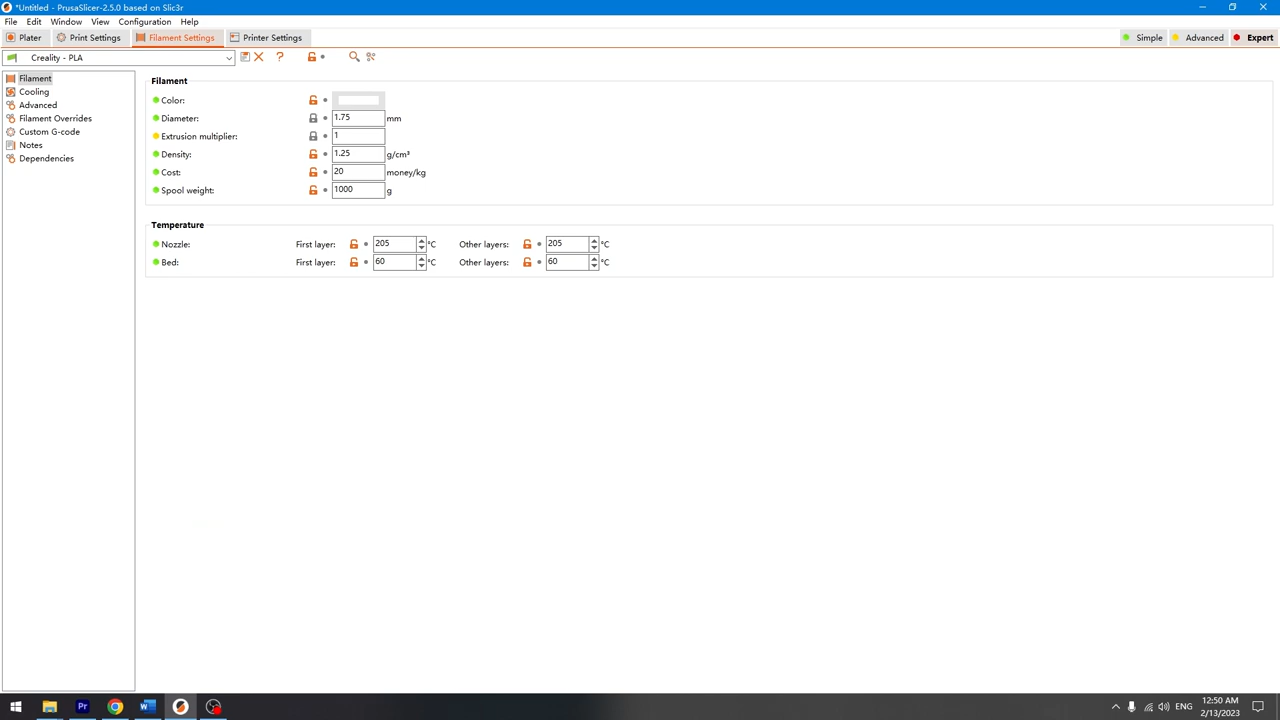 *Untitled - PrusaSlicer-2.5.0 based on Slic3r
File Edit Window View Configuration Help
Plater Print Settings Filament Settings Printer Settings Simple Advanced Expert
Creality - PLA
Filament
Cooling
Advanced
Filament Overrides
Custom G-code
Notes
Dependencies
Filament
Color:
Diameter: 1.75 mm
Extrusion multiplier: 1
Density: 1.25 g/cm³
Cost: 20 money/kg
Spool weight: 1000 g
Temperature
Nozzle: First layer: 205 °C Other layers: 205 °C
Bed: First layer: 60 °C Other layers: 60 °C
Pr W ENG 12:50 AM
2/13/2023